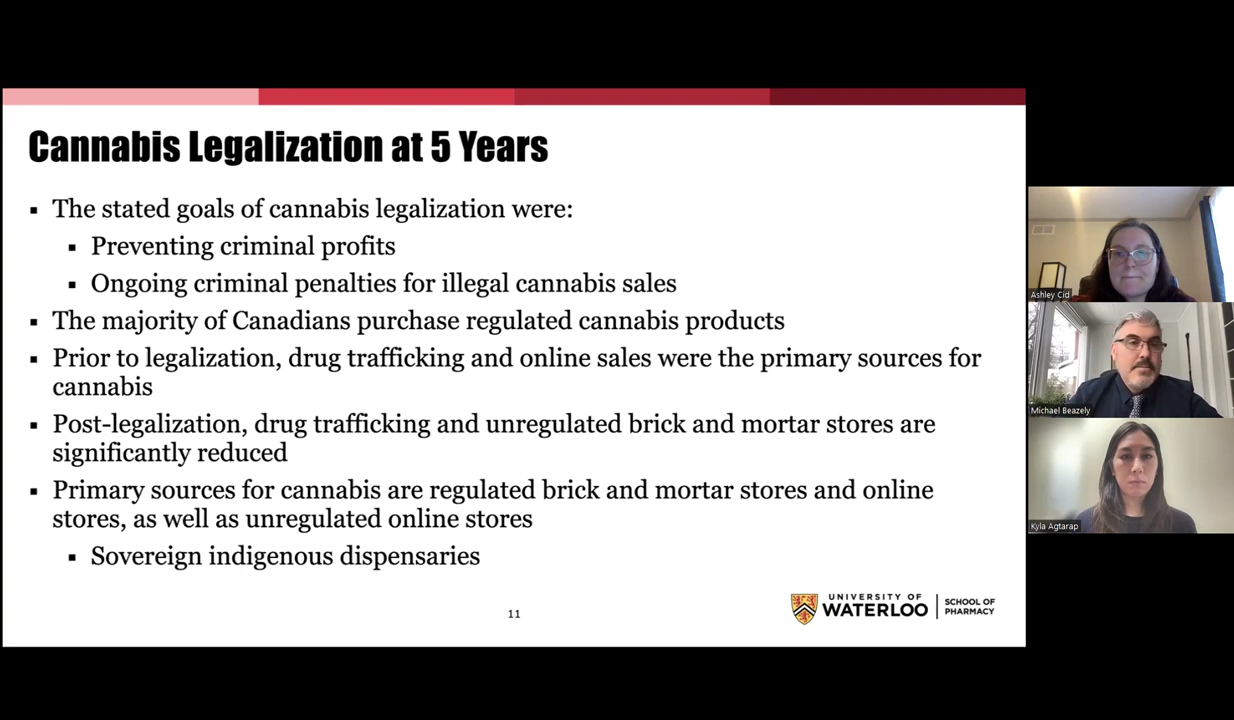 Cannabis Legalization at 5 Years
▪ The stated goals of cannabis legalization were:
▪ Preventing criminal profits
▪ Ongoing criminal penalties for illegal cannabis sales
▪ The majority of Canadians purchase regulated cannabis products
▪ Prior to legalization, drug trafficking and online sales were the primary sources for
cannabis
▪ Post-legalization, drug trafficking and unregulated brick and mortar stores are
significantly reduced
▪ Primary sources for cannabis are regulated brick and mortar stores and online
stores, as well as unregulated online stores
▪ Sovereign indigenous dispensaries
11
UNIVERSITY OF
WATERLOO
SCHOOL OF
PHARMACY
Ashley Cid
Michael Beazely
Kyla Agtarap